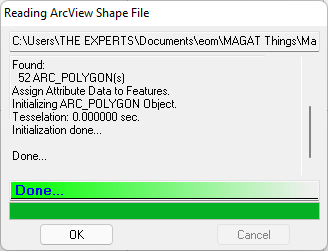 Reading ArcView Shape File
C:\Users\THE EXPERTS\Documents\eom\MAGAT Things\Ma
Found:
52 ARC_POLYGON(s)
Assign Attribute Data to Features.
Initializing ARC_POLYGON Object.
Tesselation: 0.000000 sec.
Initialization done...
Done...
Done...
OK
Cancel